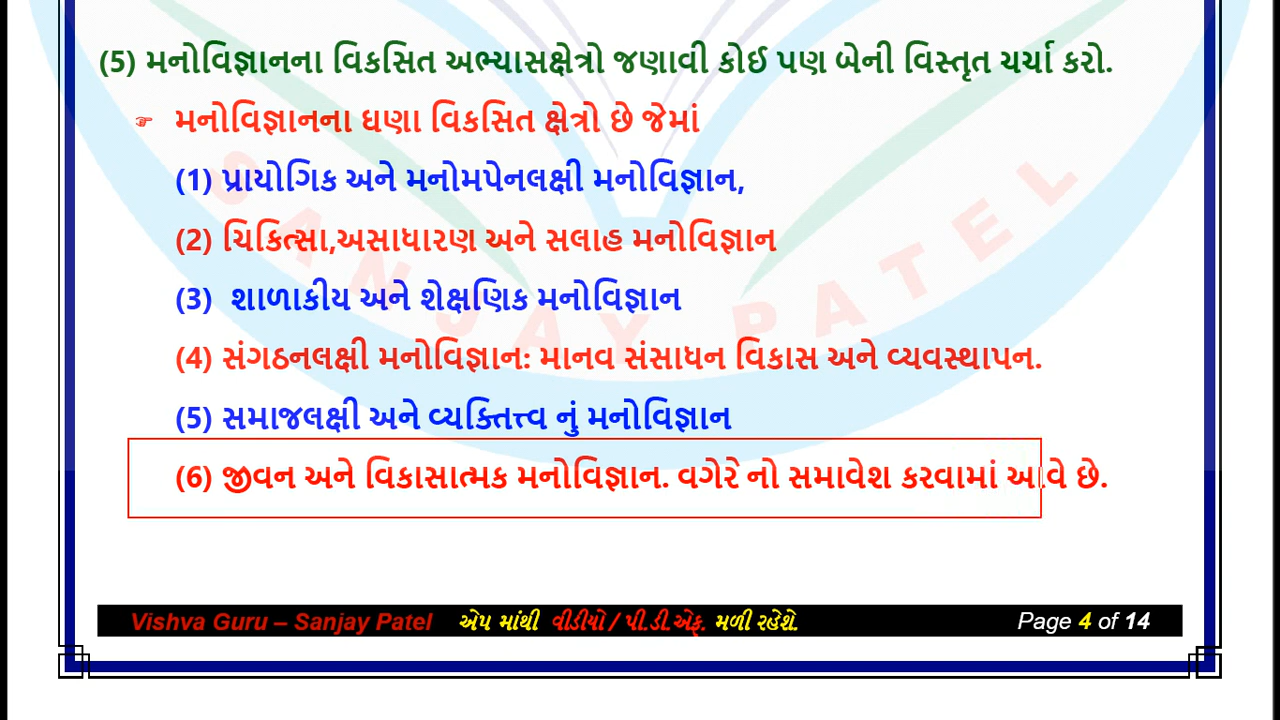 (5) મનોવિજ્ઞાનના વિકસિત અભ્યાસક્ષેત્રો જણાવી કોઈ પણ બેની વિસ્તૃત ચર્ચા કરો.
☞ મનોવિજ્ઞાનના ધણા વિકસિત ક્ષેત્રો છે જેમાં
(1) પ્રાયોગિક અને મનોમપેનલક્ષી મનોવિજ્ઞાન,
(2) ચિકિત્સા,અસાધારણ અને સલાહ મનોવિજ્ઞાન
(3) શાળાકીય અને શેક્ષણિક મનોવિજ્ઞાન
(4) સંગઠનલક્ષી મનોવિજ્ઞાનઃ માનવ સંસાધન વિકાસ અને વ્યવસ્થાપન.
(5) સમાજલક્ષી અને વ્યક્તિત્ત્વ નું મનોવિજ્ઞાન
(6) જીવન અને વિકાસાત્મક મનોવિજ્ઞાન. વગેરે નો સમાવેશ કરવામાં આવે છે.
SANJAY PATEL
Vishva Guru – Sanjay Patel એપ માંથી વીડીયો / પી.ડી.એફ. મળી રહેશે. Page 4 of 14